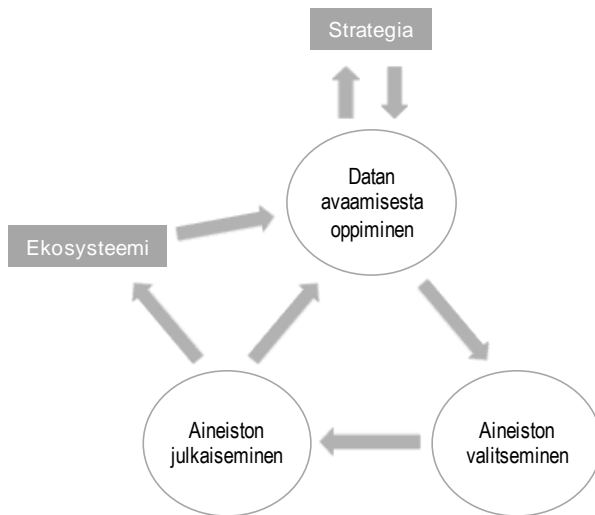 Strategia
Datan
avaamisesta
oppiminen
Ekosysteemi
Aineiston
julkaiseminen
Aineiston
valitseminen